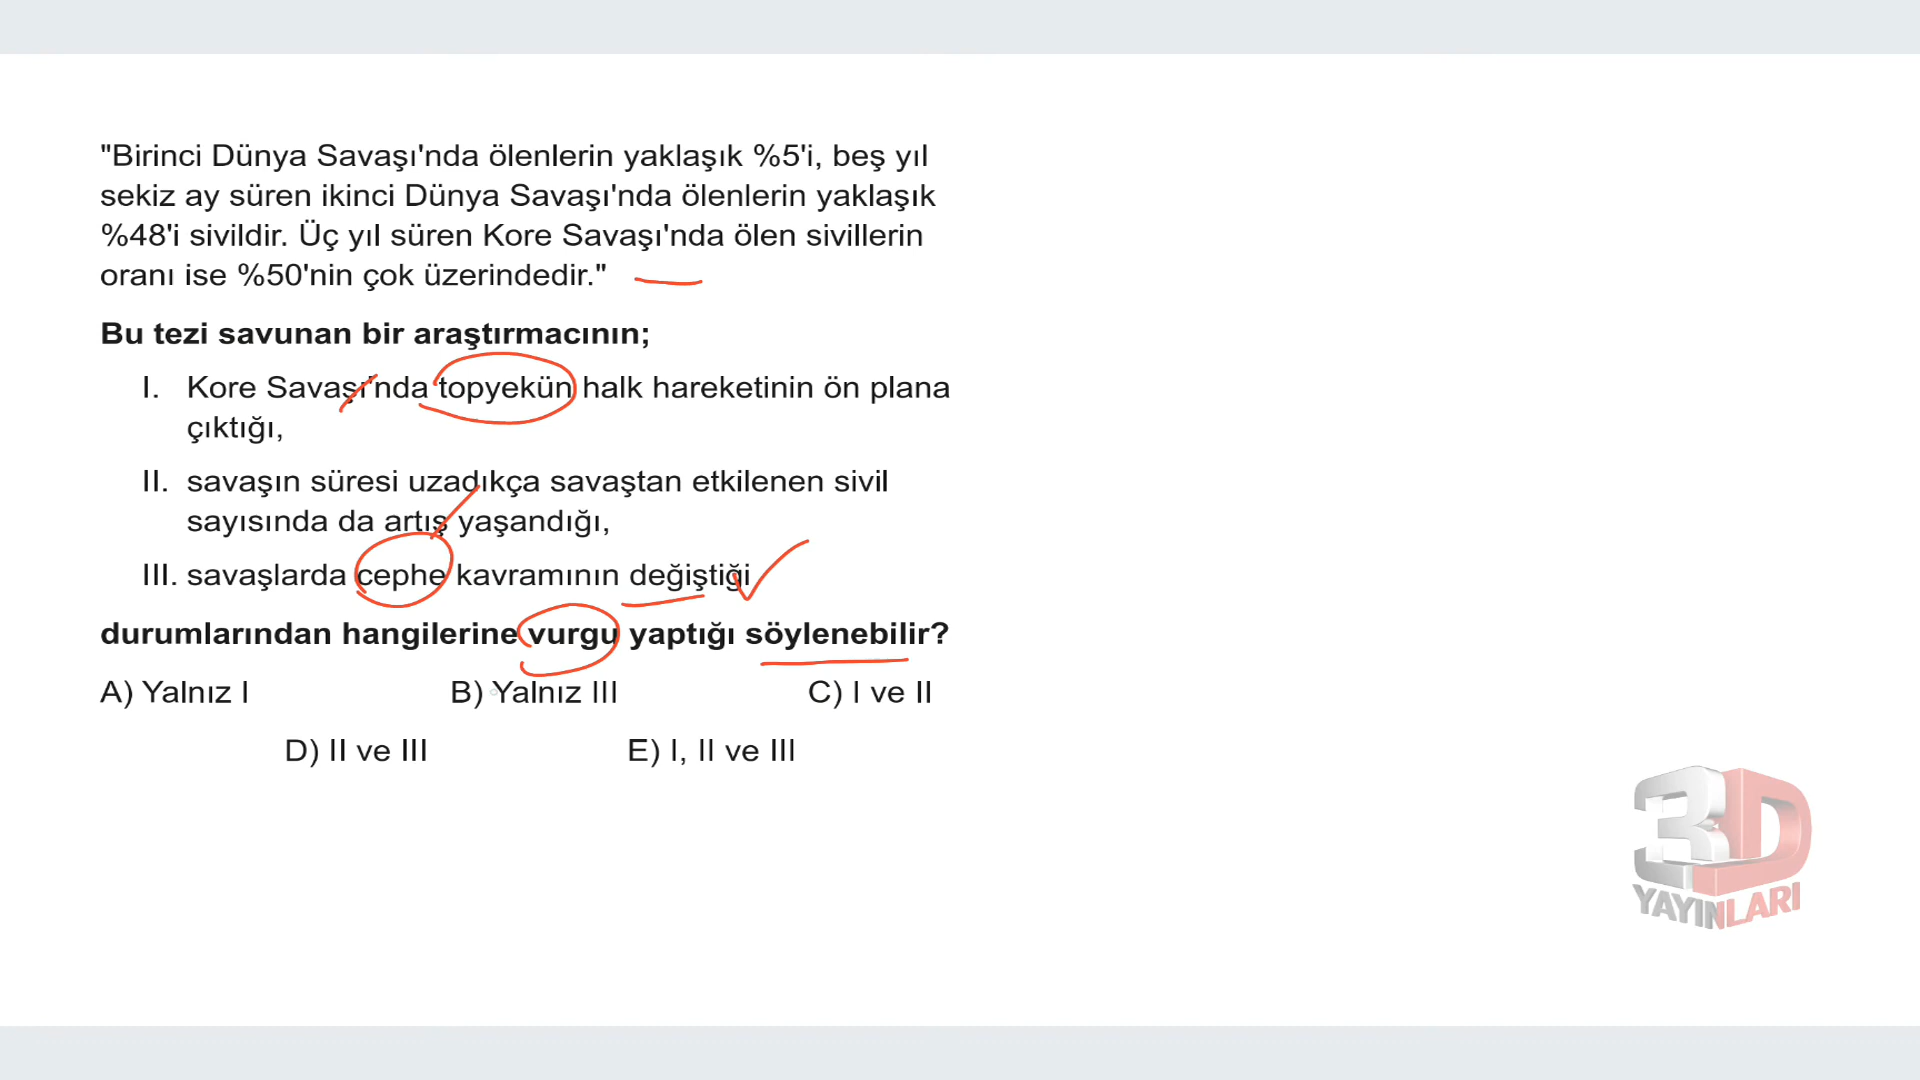 "Birinci Dünya Savaşı'nda ölenlerin yaklaşık %5'i, beş yıl
sekiz ay süren ikinci Dünya Savaşı'nda ölenlerin yaklaşık
%48'i sivildir. Üç yıl süren Kore Savaşı'nda ölen sivillerin
oranı ise %50'nin çok üzerindedir."
Bu tezi savunan bir araştırmacının;
I. Kore Savaşı'nda topyekün halk hareketinin ön plana
çıktığı,
II. savaşın süresi uzadıkça savaştan etkilenen sivil
sayısında da artış yaşandığı,
III. savaşlarda cephe kavramının değiştiği
durumlarından hangilerine vurgu yaptığı söylenebilir?
A) Yalnız I B) Yalnız III C) I ve II
D) II ve III E) I, II ve III
3D
YAYINLARI